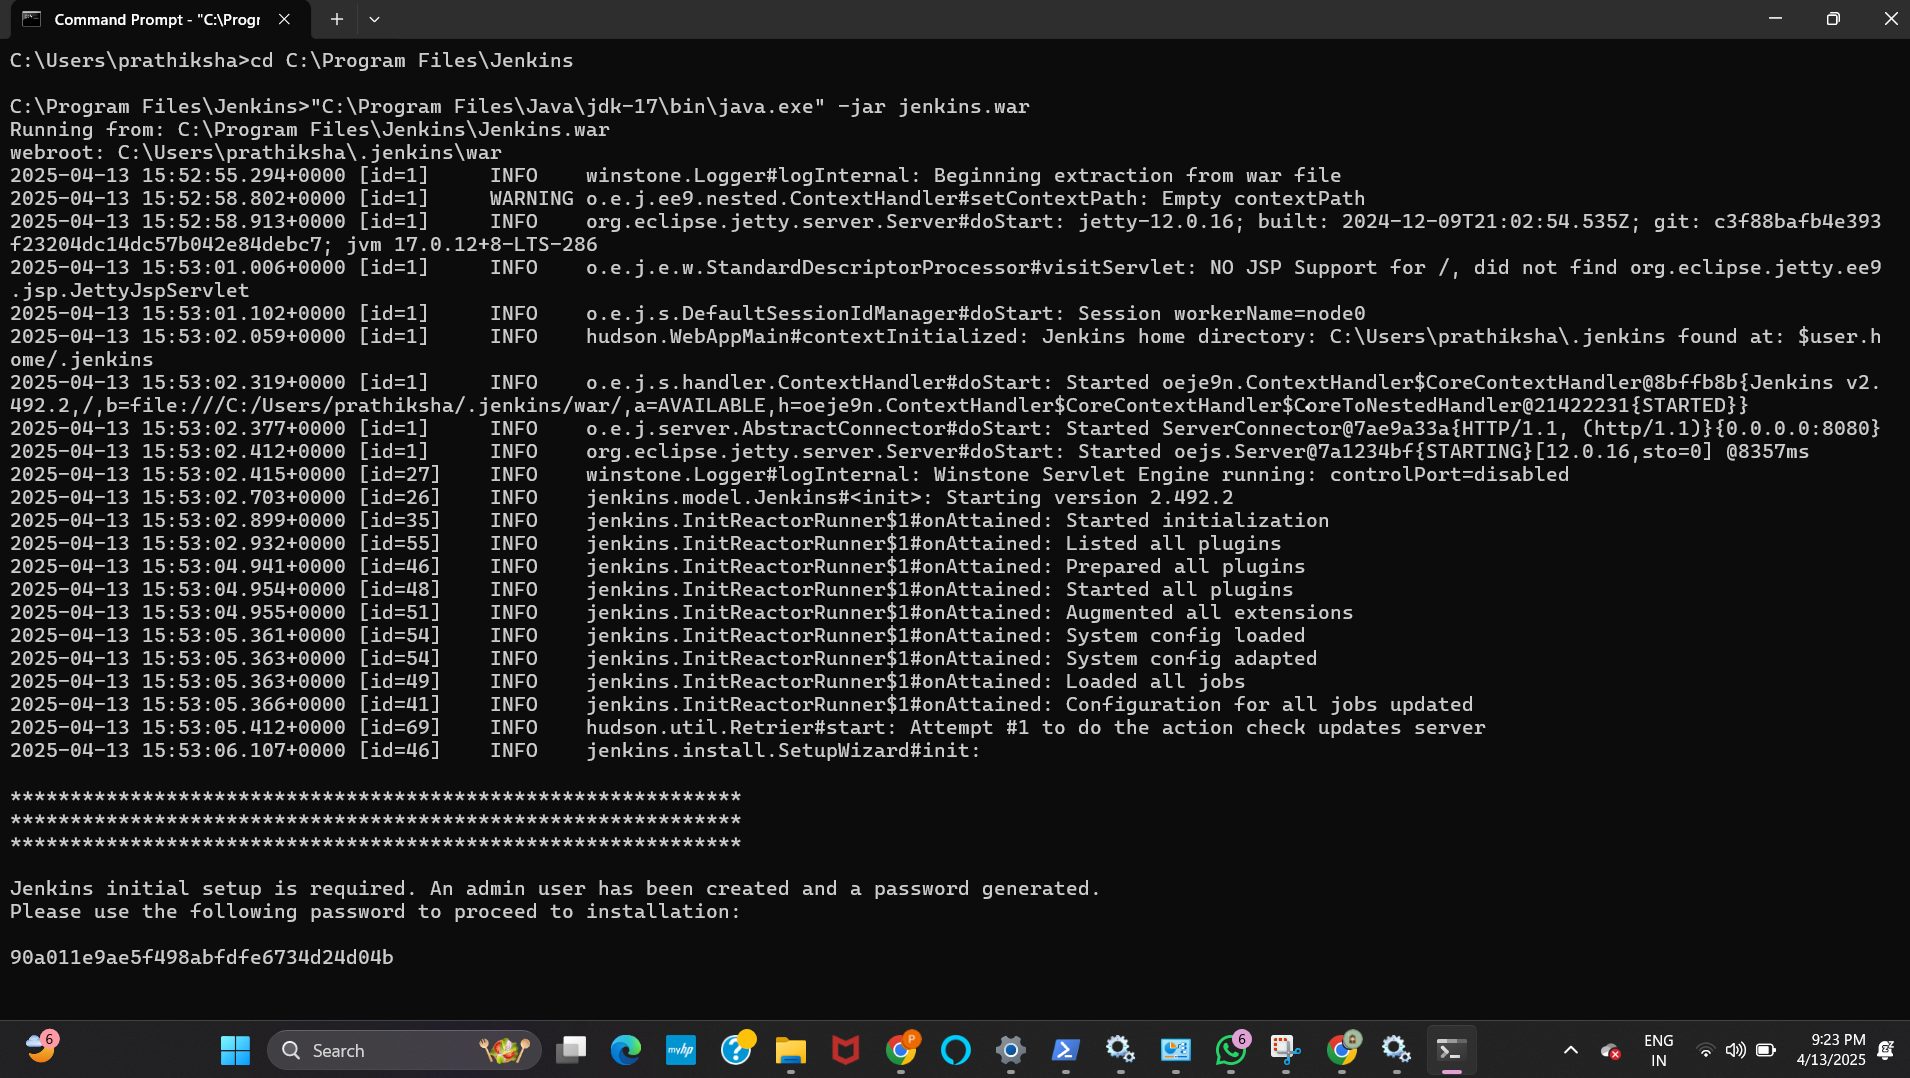 Command Prompt - "C:\Progr
C:\Users\prathiksha>cd C:\Program Files\Jenkins
C:\Program Files\Jenkins>"C:\Program Files\Java\jdk-17\bin\java.exe" -jar jenkins.war
Running from: C:\Program Files\Jenkins\Jenkins.war
webroot: C:\Users\prathiksha\.jenkins\war
2025-04-13 15:52:55.294+0000 [id=1]     INFO    winstone.Logger#logInternal: Beginning extraction from war file
2025-04-13 15:52:58.802+0000 [id=1]     WARNING o.e.j.ee9.nested.ContextHandler#setContextPath: Empty contextPath
2025-04-13 15:52:58.913+0000 [id=1]     INFO    org.eclipse.jetty.server.Server#doStart: jetty-12.0.16; built: 2024-12-09T21:02:54.535Z; git: c3f88bafb4e393
f23204dc14dc57b042e84debc7; jvm 17.0.12+8-LTS-286
2025-04-13 15:53:01.006+0000 [id=1]     INFO    o.e.j.e.w.StandardDescriptorProcessor#visitServlet: NO JSP Support for /, did not find org.eclipse.jetty.ee9
.jsp.JettyJspServlet
2025-04-13 15:53:01.102+0000 [id=1]     INFO    o.e.j.s.DefaultSessionIdManager#doStart: Session workerName=node0
2025-04-13 15:53:02.059+0000 [id=1]     INFO    hudson.WebAppMain#contextInitialized: Jenkins home directory: C:\Users\prathiksha\.jenkins found at: $user.h
ome/.jenkins
2025-04-13 15:53:02.319+0000 [id=1]     INFO    o.e.j.s.handler.ContextHandler#doStart: Started oeje9n.ContextHandler$CoreContextHandler@8bffb8b{Jenkins v2.
492.2,/,b=file:///C:/Users/prathiksha/.jenkins/war/,a=AVAILABLE,h=oeje9n.ContextHandler$CoreContextHandler$CoreToNestedHandler@21422231{STARTED}}
2025-04-13 15:53:02.377+0000 [id=1]     INFO    o.e.j.server.AbstractConnector#doStart: Started ServerConnector@7ae9a33a{HTTP/1.1, (http/1.1)}{0.0.0.0:8080}
2025-04-13 15:53:02.412+0000 [id=1]     INFO    org.eclipse.jetty.server.Server#doStart: Started oejs.Server@7a1234bf{STARTING}[12.0.16,sto=0] @8357ms
2025-04-13 15:53:02.415+0000 [id=27]    INFO    winstone.Logger#logInternal: Winstone Servlet Engine running: controlPort=disabled
2025-04-13 15:53:02.703+0000 [id=26]    INFO    jenkins.model.Jenkins#<init>: Starting version 2.492.2
2025-04-13 15:53:02.899+0000 [id=35]    INFO    jenkins.InitReactorRunner$1#onAttained: Started initialization
2025-04-13 15:53:02.932+0000 [id=55]    INFO    jenkins.InitReactorRunner$1#onAttained: Listed all plugins
2025-04-13 15:53:04.941+0000 [id=46]    INFO    jenkins.InitReactorRunner$1#onAttained: Prepared all plugins
2025-04-13 15:53:04.954+0000 [id=48]    INFO    jenkins.InitReactorRunner$1#onAttained: Started all plugins
2025-04-13 15:53:04.955+0000 [id=51]    INFO    jenkins.InitReactorRunner$1#onAttained: Augmented all extensions
2025-04-13 15:53:05.361+0000 [id=54]    INFO    jenkins.InitReactorRunner$1#onAttained: System config loaded
2025-04-13 15:53:05.363+0000 [id=54]    INFO    jenkins.InitReactorRunner$1#onAttained: System config adapted
2025-04-13 15:53:05.363+0000 [id=49]    INFO    jenkins.InitReactorRunner$1#onAttained: Loaded all jobs
2025-04-13 15:53:05.366+0000 [id=41]    INFO    jenkins.InitReactorRunner$1#onAttained: Configuration for all jobs updated
2025-04-13 15:53:05.412+0000 [id=69]    INFO    hudson.util.Retrier#start: Attempt #1 to do the action check updates server
2025-04-13 15:53:06.107+0000 [id=46]    INFO    jenkins.install.SetupWizard#init:
*************************************************************
*************************************************************
*************************************************************
Jenkins initial setup is required. An admin user has been created and a password generated.
Please use the following password to proceed to installation:
90a011e9ae5f498abfdfe6734d24d04b
6
Search
myhp
P
6
ENG
IN
9:23 PM
4/13/2025